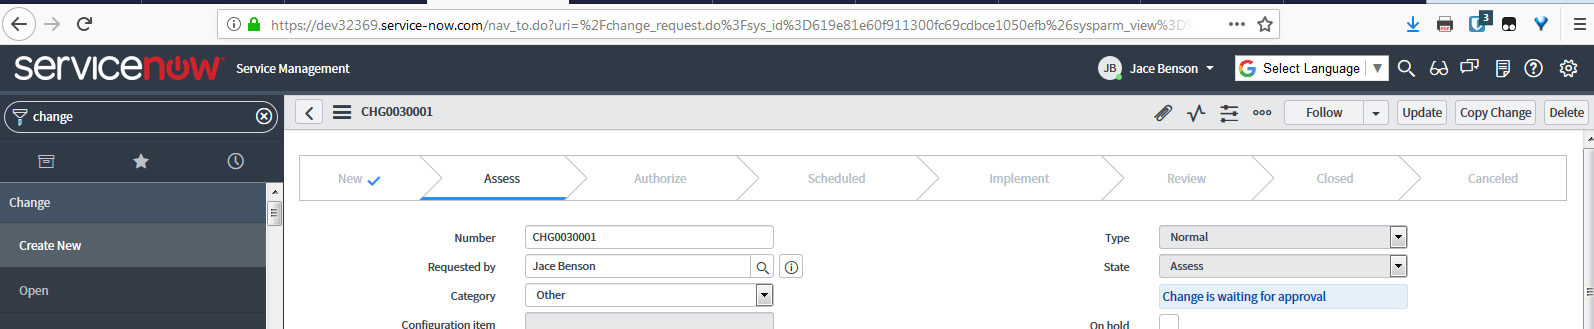 https://dev32369.service-now.com/nav_to.do?uri=%2Fchange_request.do%3Fsys_id%3D619e81e60f911300fc69cdbce1050efb%26sysparm_view%3D
3
servicenow Service Management
JB Jace Benson
G Select Language
change
CHG0030001
Follow Update Copy Change Delete
New Assess Authorize Scheduled Implement Review Closed Canceled
Change
Create New
Open
Number CHG0030001
Requested by Jace Benson
Category Other
Configuration item
Type Normal
State Assess
Change is waiting for approval
On hold